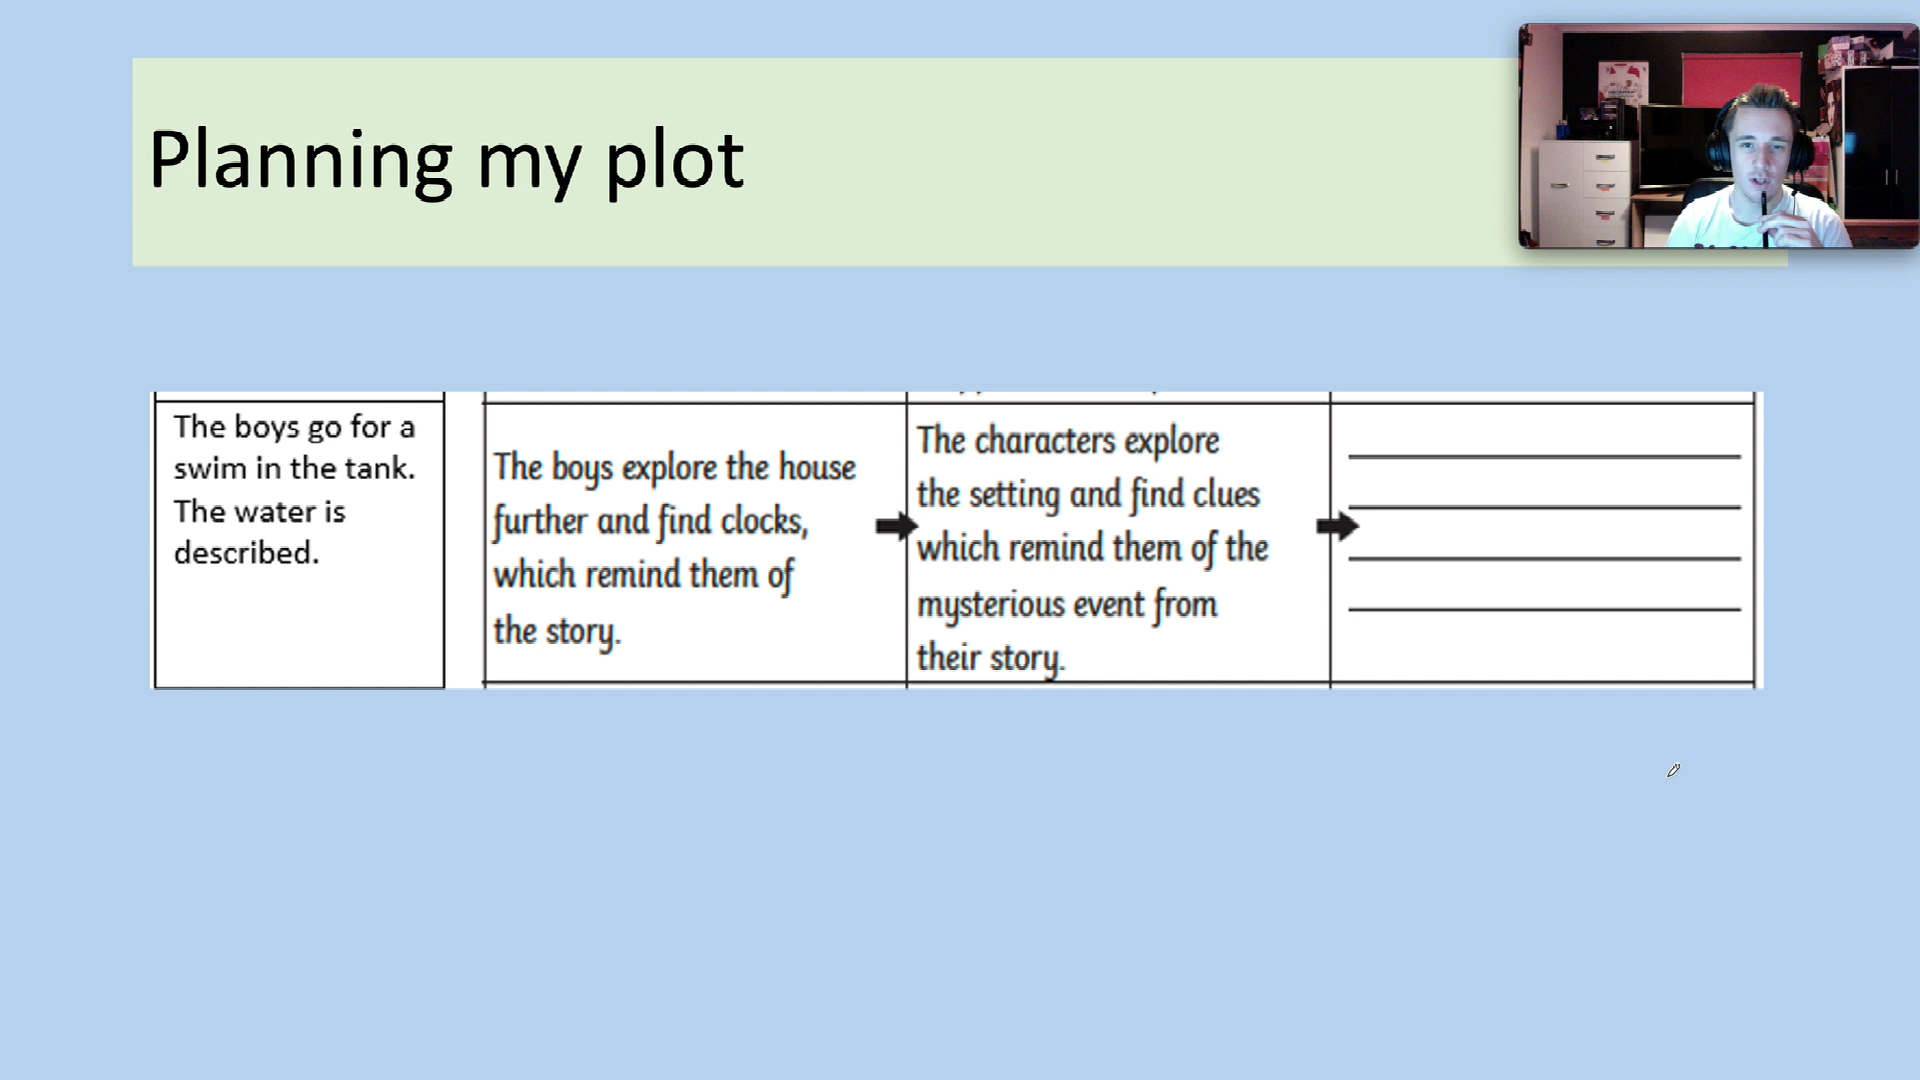 Planning my plot
The boys go for a
swim in the tank.
The water is
described.
The boys explore the house
further and find clocks,
which remind them of
the story.
The characters explore
the setting and find clues
which remind them of the
mysterious event from
their story.